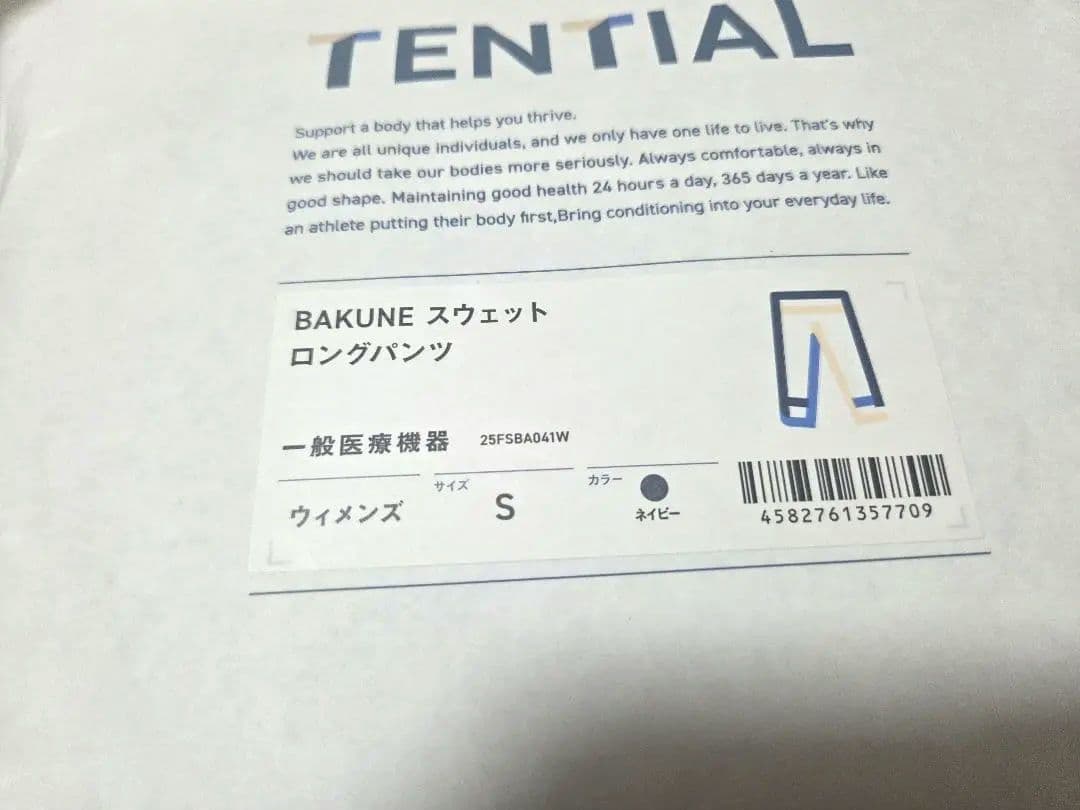 TENTIAL
Support a body that helps you thrive.
We are all unique individuals, and we only have one life to live. That's why
we should take our bodies more seriously. Always comfortable, always in
good shape. Maintaining good health 24 hours a day, 365 days a year. Like
an athlete putting their body first,Bring conditioning into your everyday life.
BAKUNE スウェット
ロングパンツ
一般医療機器 25FSBA041W
ウィメンズ
サイズ
S
カラー
ネイビー
4582761357709